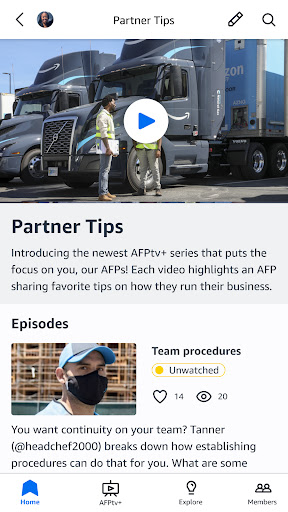 Partner Tips
azon
Partner Tips
Introducing the newest AFPtv+ series that puts the
focus on you, our AFPs! Each video highlights an AFP
sharing favorite tips on how they run their business.
Episodes
Team procedures
Unwatched
14 20
You want continuity on your team? Tanner
(@headchef2000) breaks down how establishing
procedures can do that for you. What are some
Home AFPtv+ Explore Members